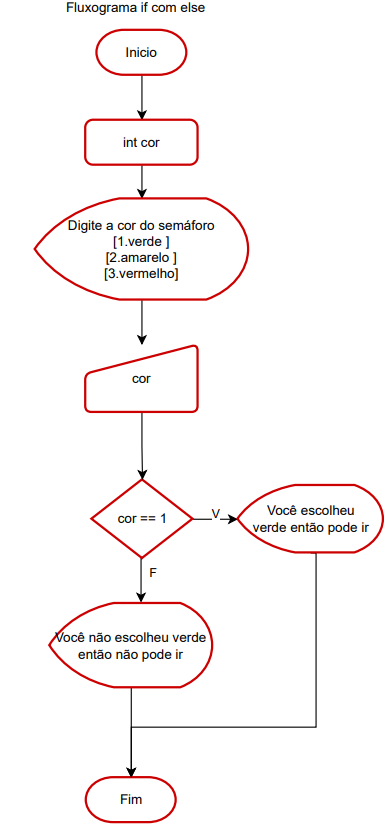 Fluxograma if com else
Inicio
int cor
Digite a cor do semáforo
[1.verde ]
[2.amarelo ]
[3.vermelho]
cor
cor == 1
V
Você escolheu
verde então pode ir
F
Você não escolheu verde
então não pode ir
Fim